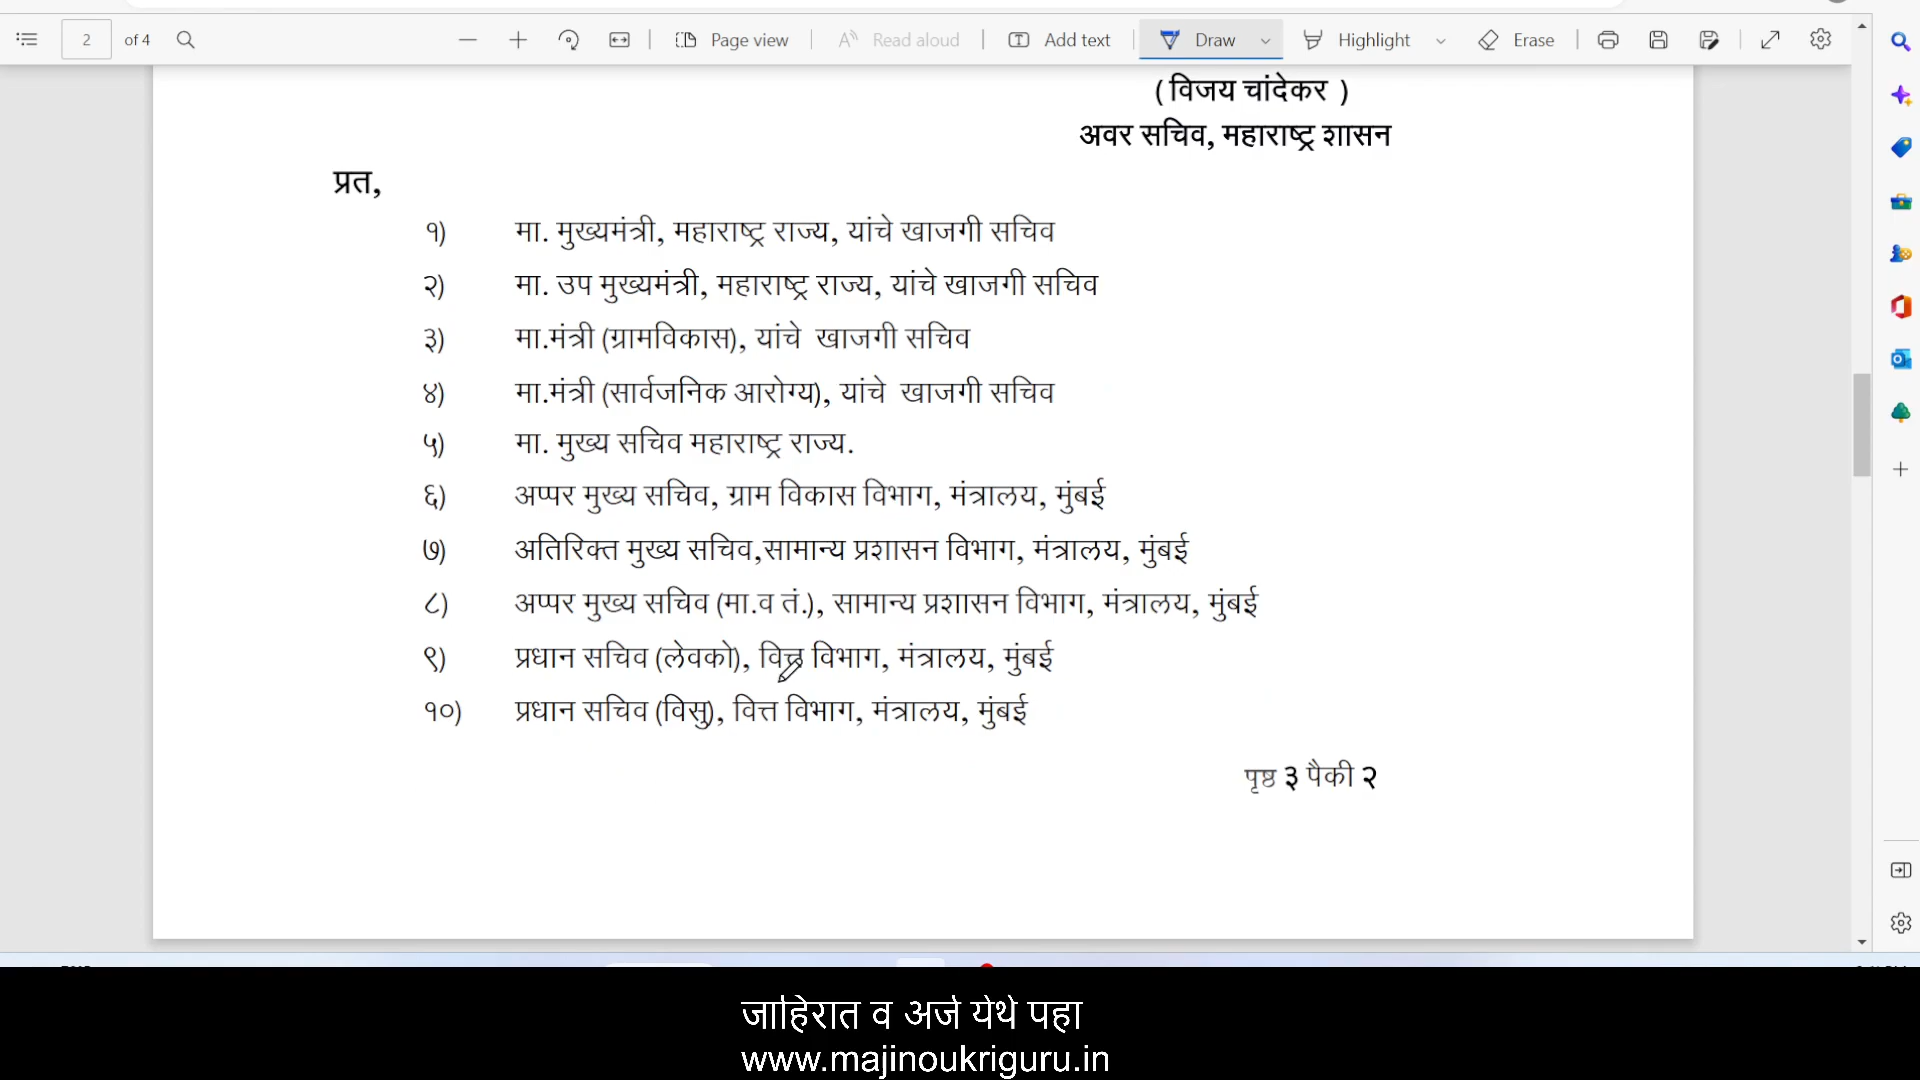 2 of 4 Page view Read aloud Add text Draw Highlight Erase
( विजय चांदेकर )
अवर सचिव, महाराष्ट्र शासन
प्रत,
१) मा. मुख्यमंत्री, महाराष्ट्र राज्य, यांचे खाजगी सचिव
२) मा. उप मुख्यमंत्री, महाराष्ट्र राज्य, यांचे खाजगी सचिव
३) मा.मंत्री (ग्रामविकास), यांचे खाजगी सचिव
४) मा.मंत्री (सार्वजनिक आरोग्य), यांचे खाजगी सचिव
५) मा. मुख्य सचिव महाराष्ट्र राज्य.
६) अप्पर मुख्य सचिव, ग्राम विकास विभाग, मंत्रालय, मुंबई
७) अतिरिक्त मुख्य सचिव,सामान्य प्रशासन विभाग, मंत्रालय, मुंबई
८) अप्पर मुख्य सचिव (मा.व तं.), सामान्य प्रशासन विभाग, मंत्रालय, मुंबई
९) प्रधान सचिव (लेवको), वित्त विभाग, मंत्रालय, मुंबई
१०) प्रधान सचिव (विसु), वित्त विभाग, मंत्रालय, मुंबई
पृष्ठ ३ पैकी २
जाहिरात व अर्ज येथे पहा
www.majinoukriguru.in